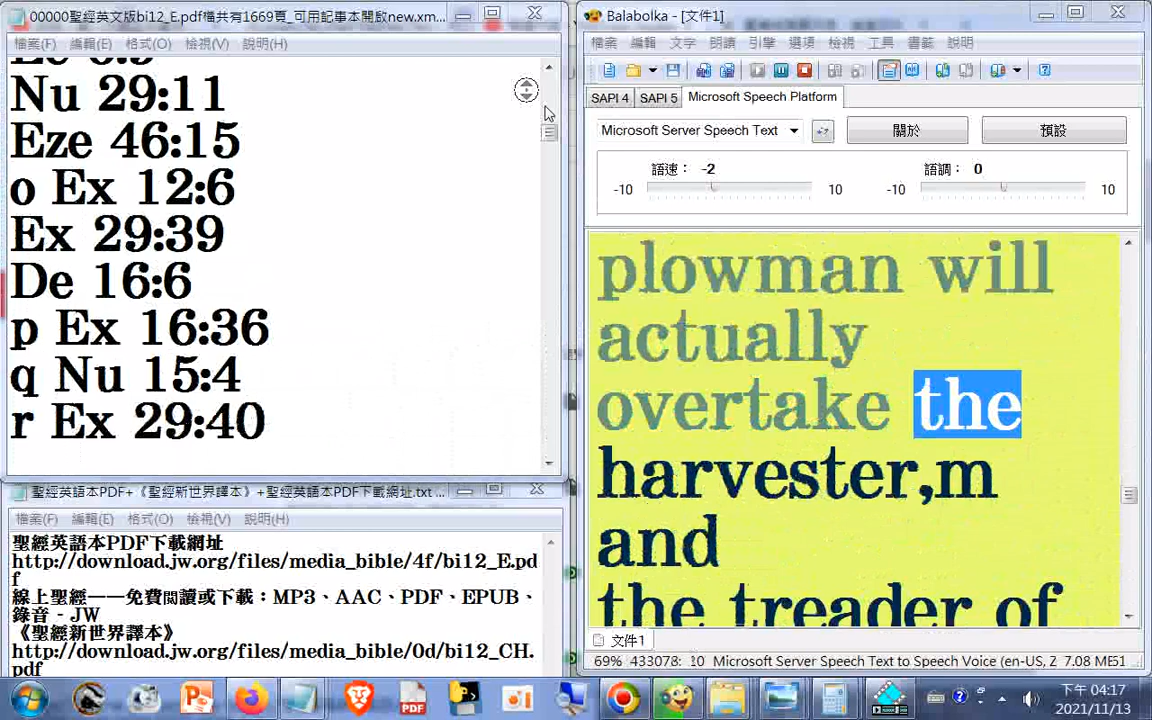 00000聖經英文版bi12_E.pdf檔共有1669頁_可用記事本開啟new.xm...
檔案(F) 編輯(E) 格式(O) 檢視(V) 說明(H)
Nu 29:11
Eze 46:15
o Ex 12:6
Ex 29:39
De 16:6
p Ex 16:36
q Nu 15:4
r Ex 29:40
聖經英語本PDF+《聖經新世界譯本》+聖經英語本PDF下載網址.txt ...
檔案(F) 編輯(E) 格式(O) 檢視(V) 說明(H)
聖經英語本PDF下載網址
http://download.jw.org/files/media_bible/4f/bi12_E.pd
f
線上聖經——免費閱讀或下載：MP3、AAC、PDF、EPUB、
錄音 - JW
《聖經新世界譯本》
http://download.jw.org/files/media_bible/0d/bi12_CH.
pdf
Balabolka - [文件1]
檔案 編輯 文字 朗讀 引擎 選項 檢視 工具 書籤 說明
SAPI 4 SAPI 5 Microsoft Speech Platform
Microsoft Server Speech Text 關於 預設
語速： -2 語調： 0
-10 10 -10 10
plowman will
actually
overtake the
harvester,m
and
the treader of
文件1
69% 433078: 10 Microsoft Server Speech Text to Speech Voice (en-US, Z 7.08 ME51
下午 04:17
2021/11/13